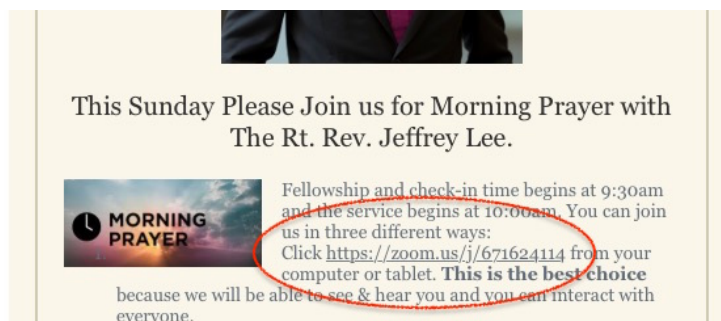 This Sunday Please Join us for Morning Prayer with
The Rt. Rev. Jeffrey Lee.
MORNING
PRAYER
Fellowship and check-in time begins at 9:30am
and the service begins at 10:00am. You can join
us in three different ways:
Click https://zoom.us/j/671624114 from your
computer or tablet. This is the best choice
because we will be able to see & hear you and you can interact with
everyone.